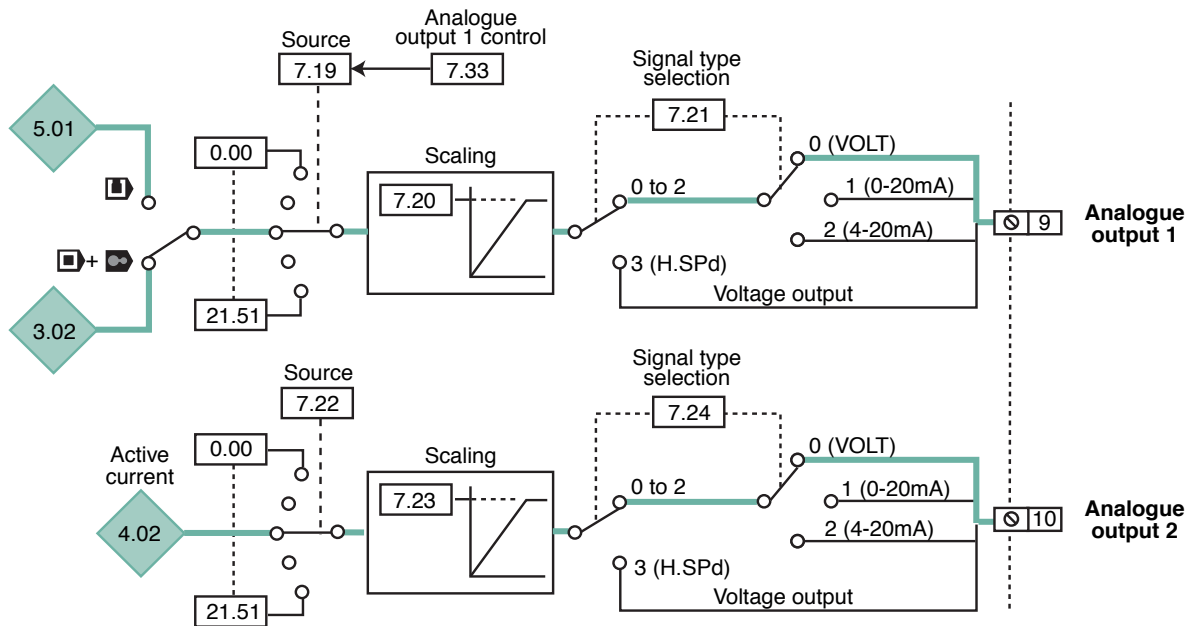 Analogue
output 1 control
Source
7.19
7.33
Signal type
selection
7.21
5.01
0.00
Scaling
7.20
0 (VOLT)
0 to 2
1 (0-20mA)
2 (4-20mA)
9
Analogue
output 1
+
3.02
21.51
3 (H.SPd)
Voltage output
Source
7.22
Signal type
selection
7.24
Active
current
4.02
0.00
Scaling
7.23
0 (VOLT)
0 to 2
1 (0-20mA)
2 (4-20mA)
10
Analogue
output 2
21.51
3 (H.SPd)
Voltage output